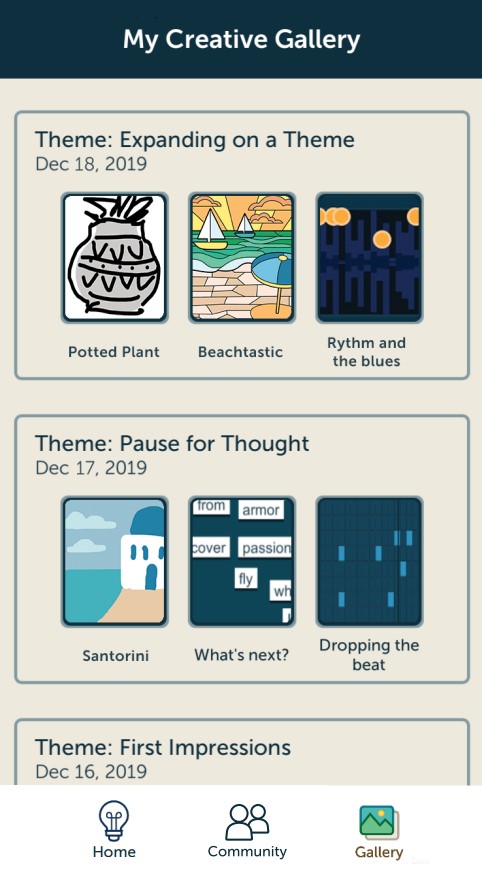 My Creative Gallery
Theme: Expanding on a Theme
Dec 18, 2019
Potted Plant
Beachtastic
Rythm and
the blues
Theme: Pause for Thought
Dec 17, 2019
from
armor
cover
passion
fly
wh
Santorini
What's next?
Dropping the
beat
Theme: First Impressions
Dec 16, 2019
Home
Community
Gallery